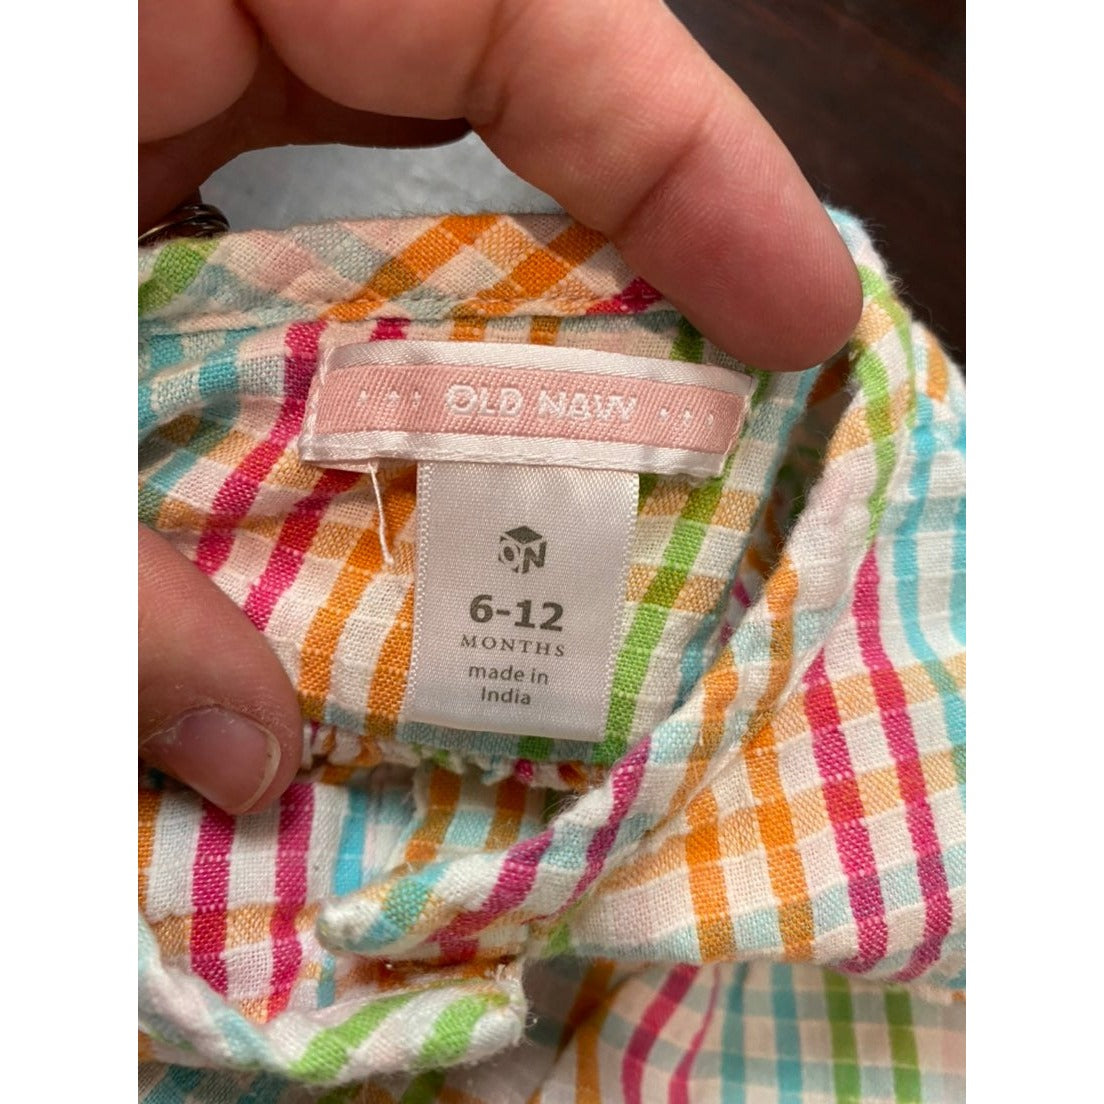 OLD NAVY
ON
6-12
MONTHS
made in
India